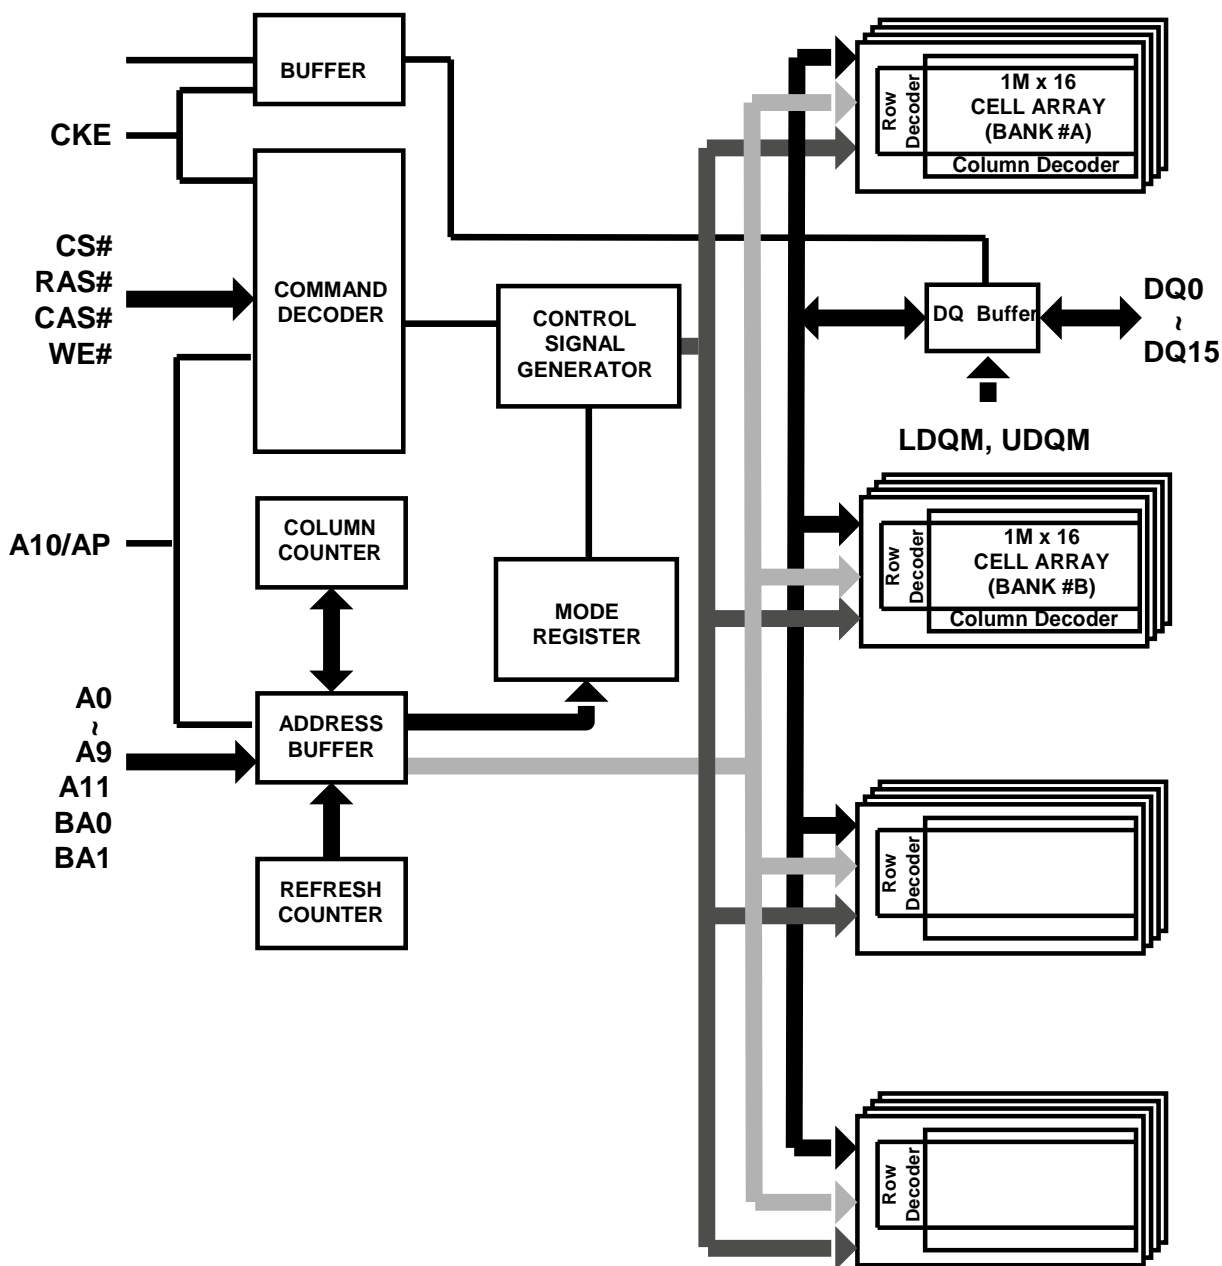 BUFFER
CKE
CS#
RAS#
CAS#
WE#
COMMAND
DECODER
CONTROL
SIGNAL
GENERATOR
COLUMN
COUNTER
A10/AP
MODE
REGISTER
A0
~
A9
A11
BA0
BA1
ADDRESS
BUFFER
REFRESH
COUNTER
Row
Decoder
1M x 16
CELL ARRAY
(BANK #A)
Column Decoder
DQ Buffer
DQ0
~
DQ15
LDQM, UDQM
Row
Decoder
1M x 16
CELL ARRAY
(BANK #B)
Column Decoder
Row
Decoder
Row
Decoder